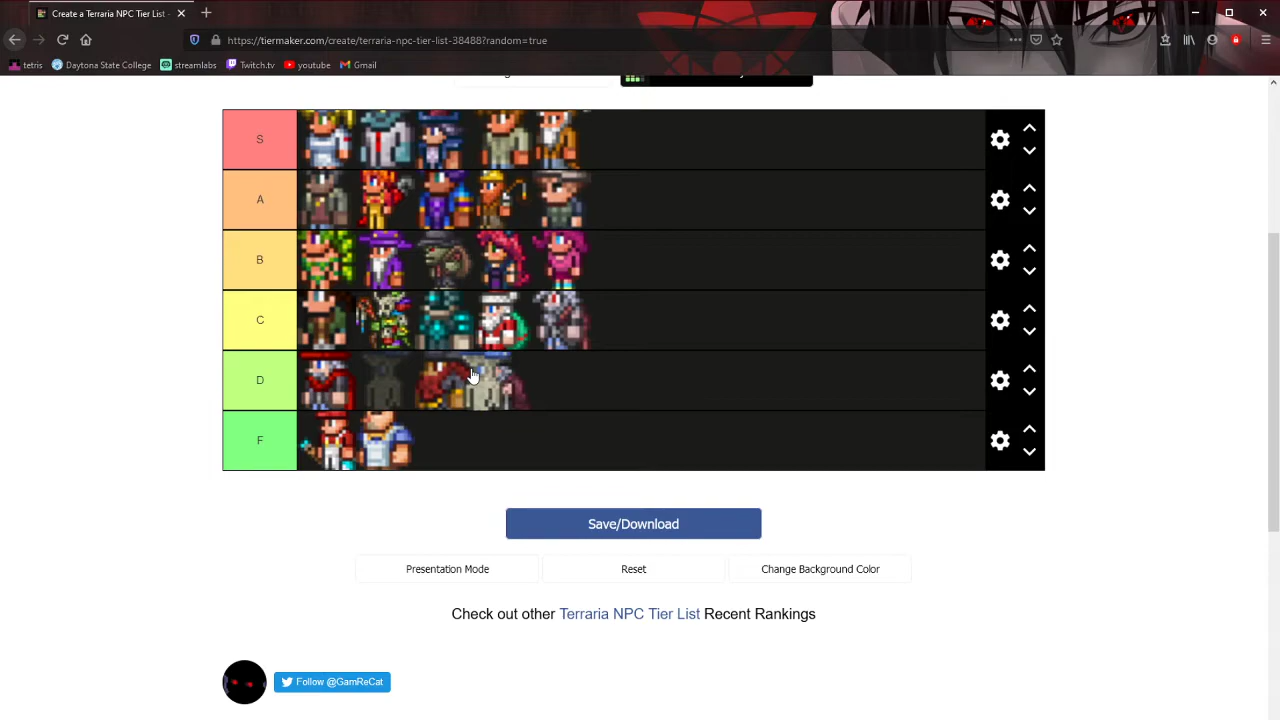 Create a Terraria NPC Tier List -
https://tiermaker.com/create/terraria-npc-tier-list-38488?random=true
tetris Daytona State College streamlabs Twitch.tv youtube Gmail
S
A
B
C
D
F
Save/Download
Presentation Mode Reset Change Background Color
Check out other Terraria NPC Tier List Recent Rankings
Follow @GamReCat